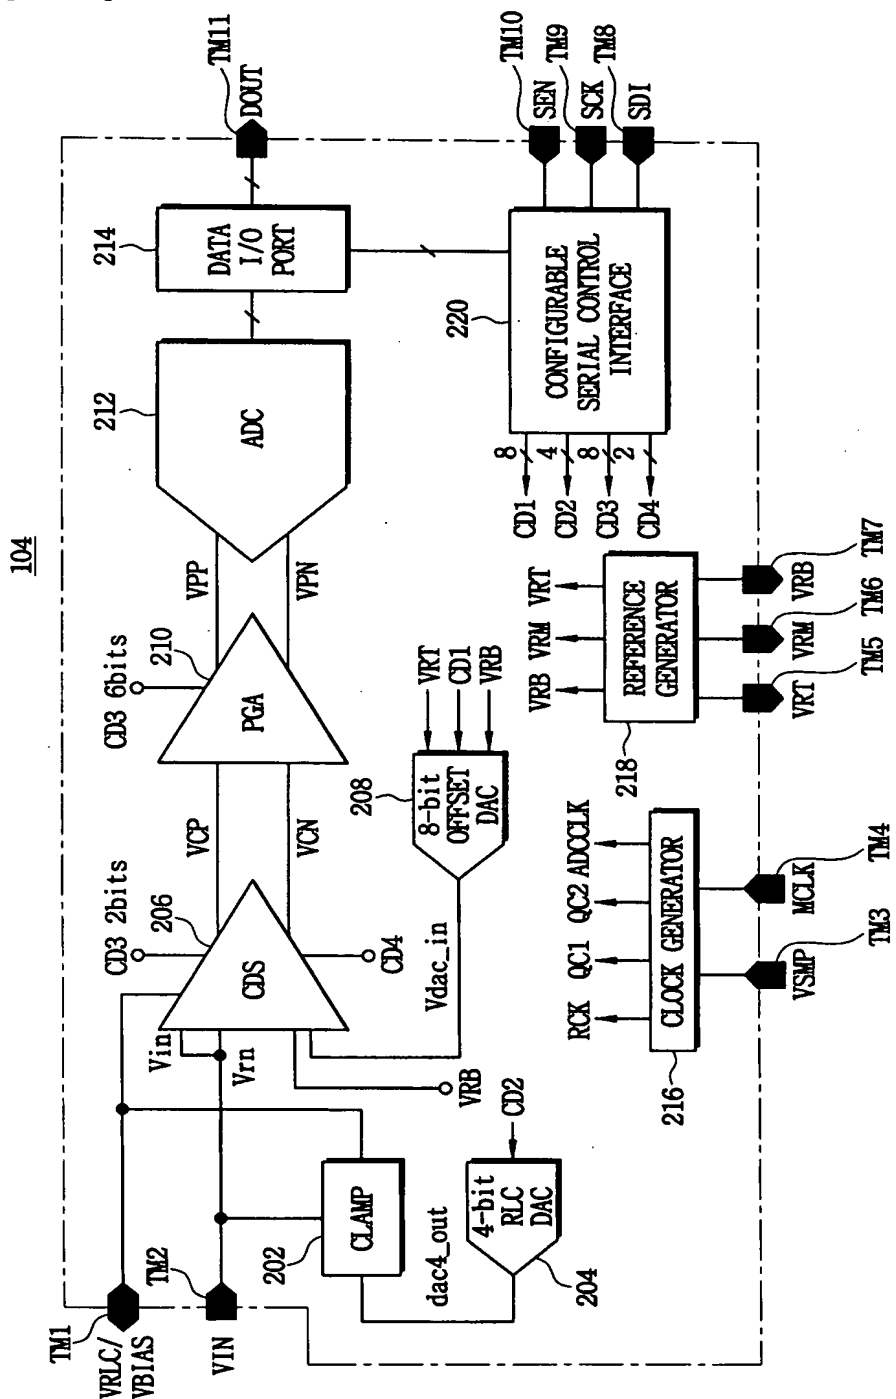 104
TM1
VRLC/
VBIAS
TM2
VIN
202
CLAMP
dac4_out
4-bit
RLC
DAC
204
CD2
Vin
Vrn
VRB
CD3 2bits
206
CDS
CD4
Vdac_in
VCP
VCN
208
8-bit
OFFSET
DAC
VRT
CD1
VRB
CD3 6bits
210
PGA
VPP
VPN
212
ADC
214
DATA
I/O
PORT
TM11
DOUT
220
CONFIGURABLE
SERIAL CONTROL
INTERFACE
TM10
SEN
TM9
SCK
TM8
SDI
8
CD1
4
CD2
8
CD3
2
CD4
216
CLOCK GENERATOR
RCK
QC1
QC2
ADCCLK
VSMP
TM3
MCLK
TM4
218
REFERENCE
GENERATOR
VRB
VRM
VRT
VRT
TM5
VRM
TM6
VRB
TM7